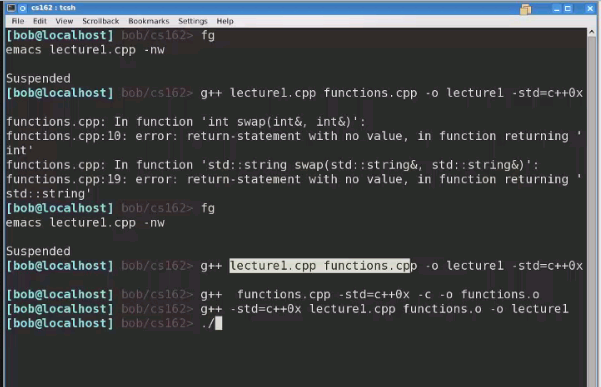 cs162 : tcsh
File Edit View Scrollback Bookmarks Settings Help
[bob@localhost] bob/cs162> fg
emacs lecture1.cpp -nw
Suspended
[bob@localhost] bob/cs162> g++ lecture1.cpp functions.cpp -o lecture1 -std=c++0x
functions.cpp: In function 'int swap(int&, int&)':
functions.cpp:10: error: return-statement with no value, in function returning '
int'
functions.cpp: In function 'std::string swap(std::string&, std::string&)':
functions.cpp:19: error: return-statement with no value, in function returning '
std::string'
[bob@localhost] bob/cs162> fg
emacs lecture1.cpp -nw
Suspended
[bob@localhost] bob/cs162> g++ lecture1.cpp functions.cpp -o lecture1 -std=c++0x
[bob@localhost] bob/cs162> g++  functions.cpp -std=c++0x -c -o functions.o
[bob@localhost] bob/cs162> g++ -std=c++0x lecture1.cpp functions.o -o lecture1
[bob@localhost] bob/cs162> ./